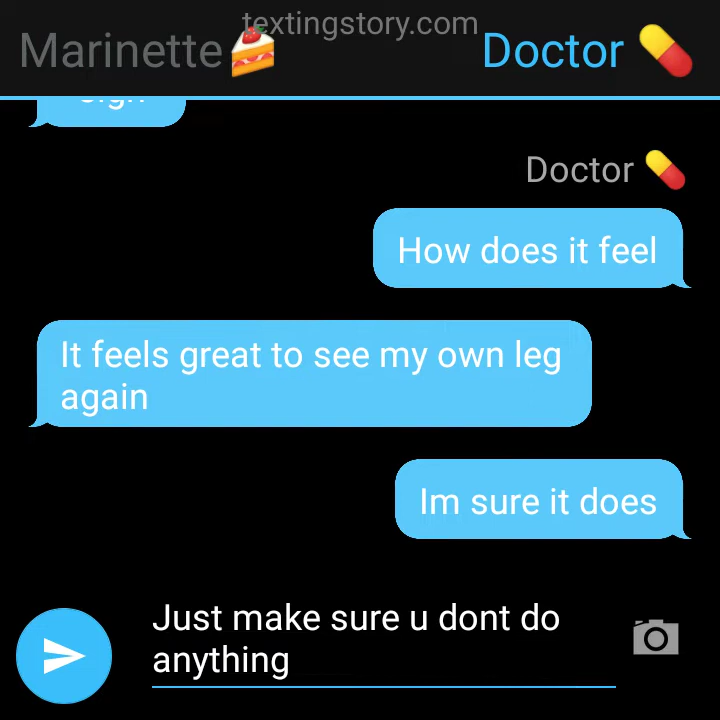 textingstory.com
Marinette🍰
Doctor 💊
Doctor 💊
How does it feel
It feels great to see my own leg
again
Im sure it does
Just make sure u dont do
anything